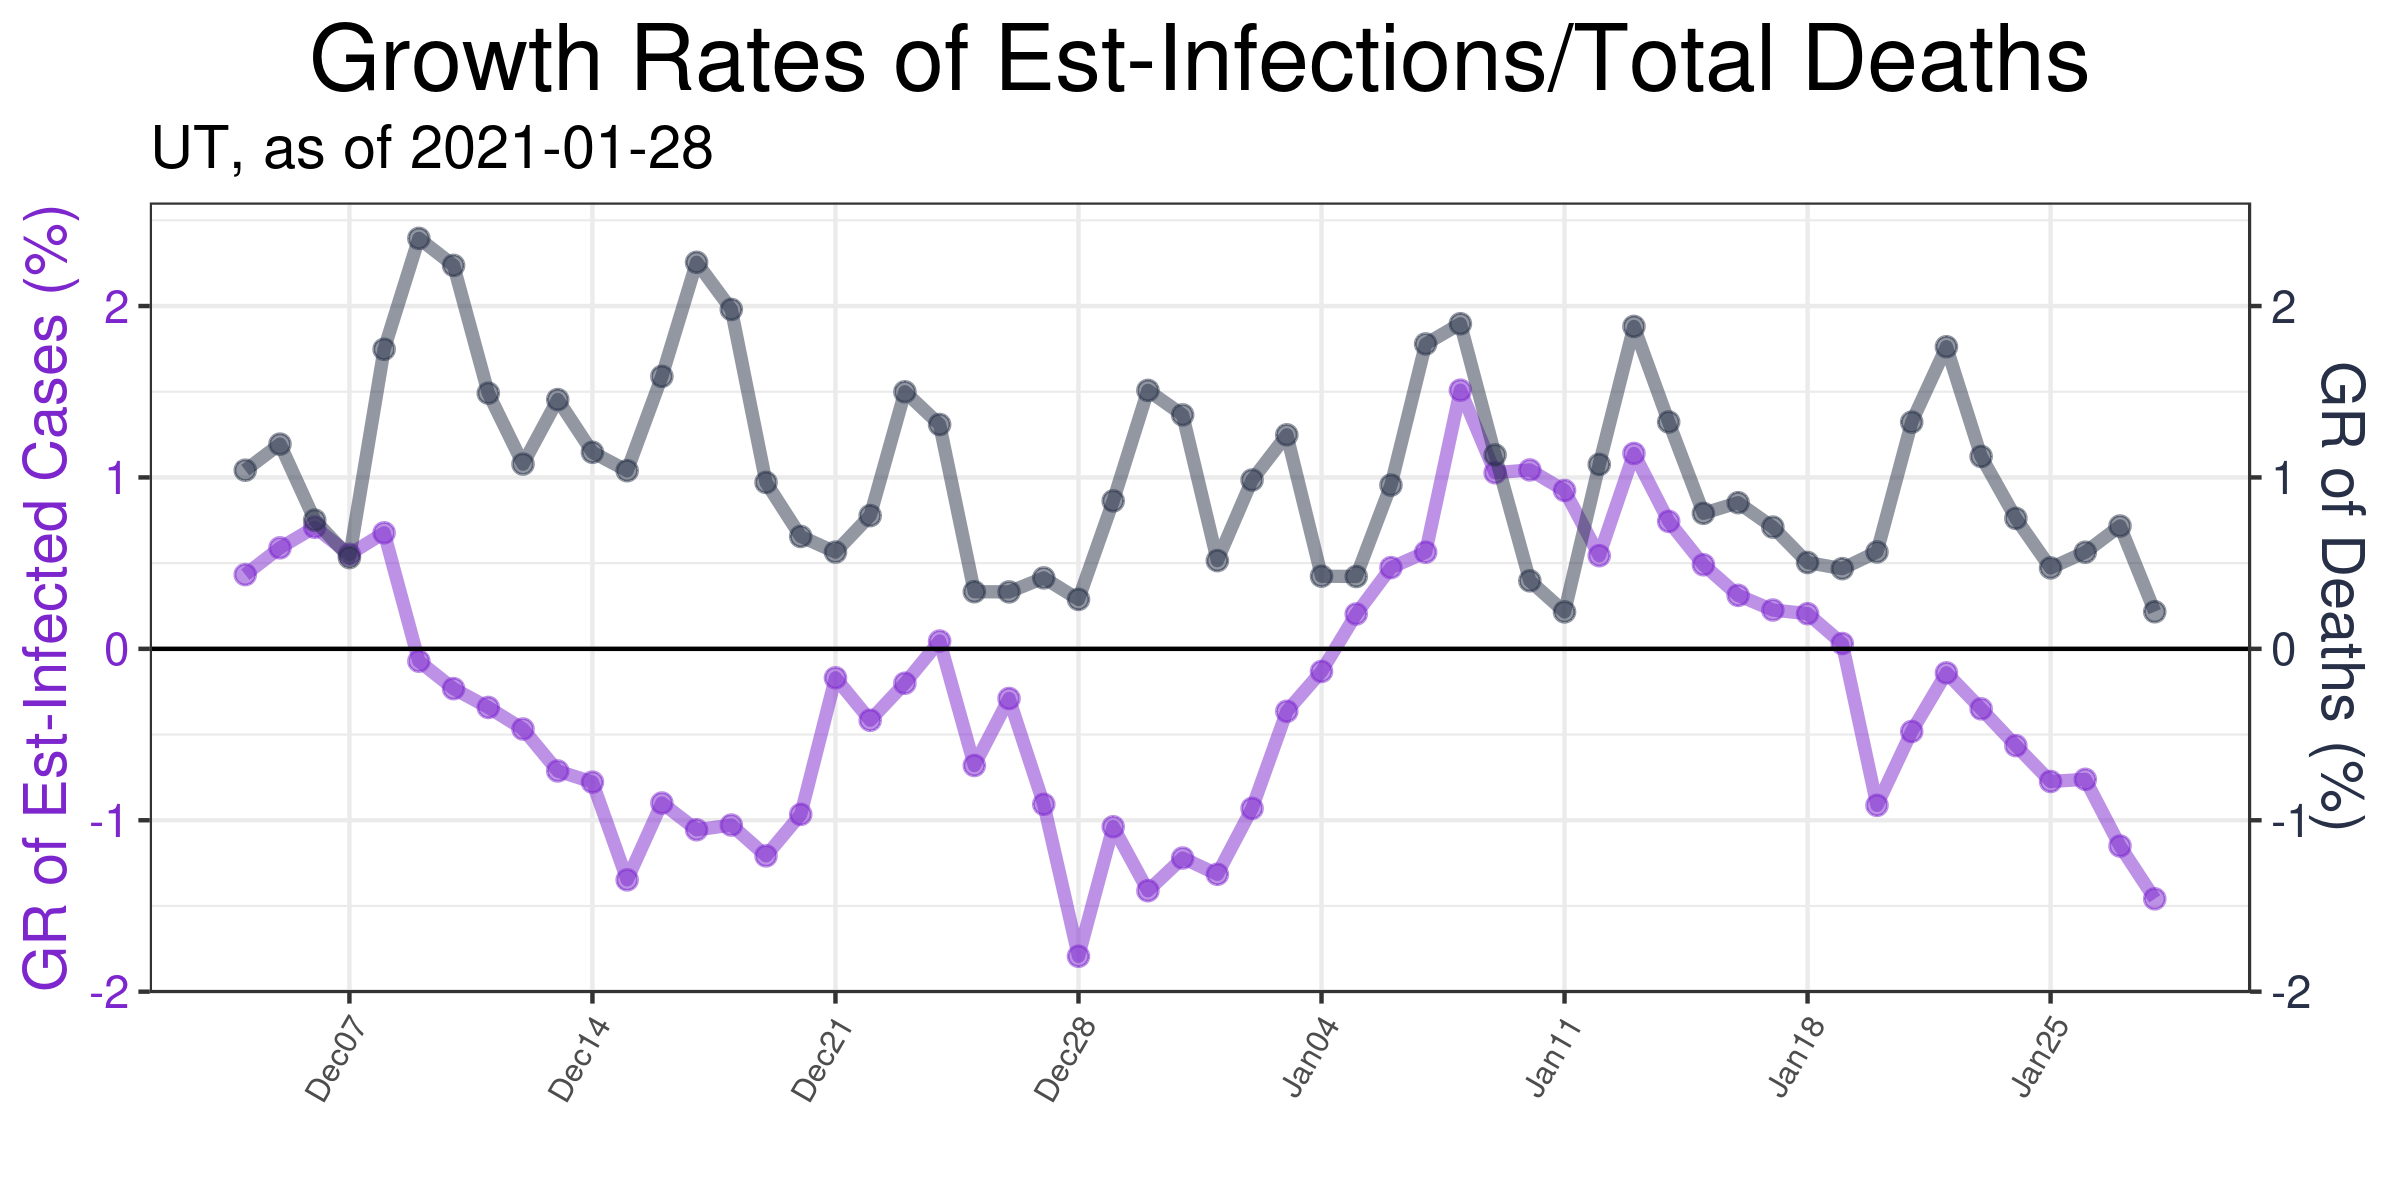 Growth Rates of Est-Infections/Total Deaths
UT, as of 2021-01-28
GR of Est-Infected Cases (%)
2
1
0
-1
-2
2
1
0
-1
-2
GR of Deaths (%)
Dec07
Dec14
Dec21
Dec28
Jan04
Jan11
Jan18
Jan25